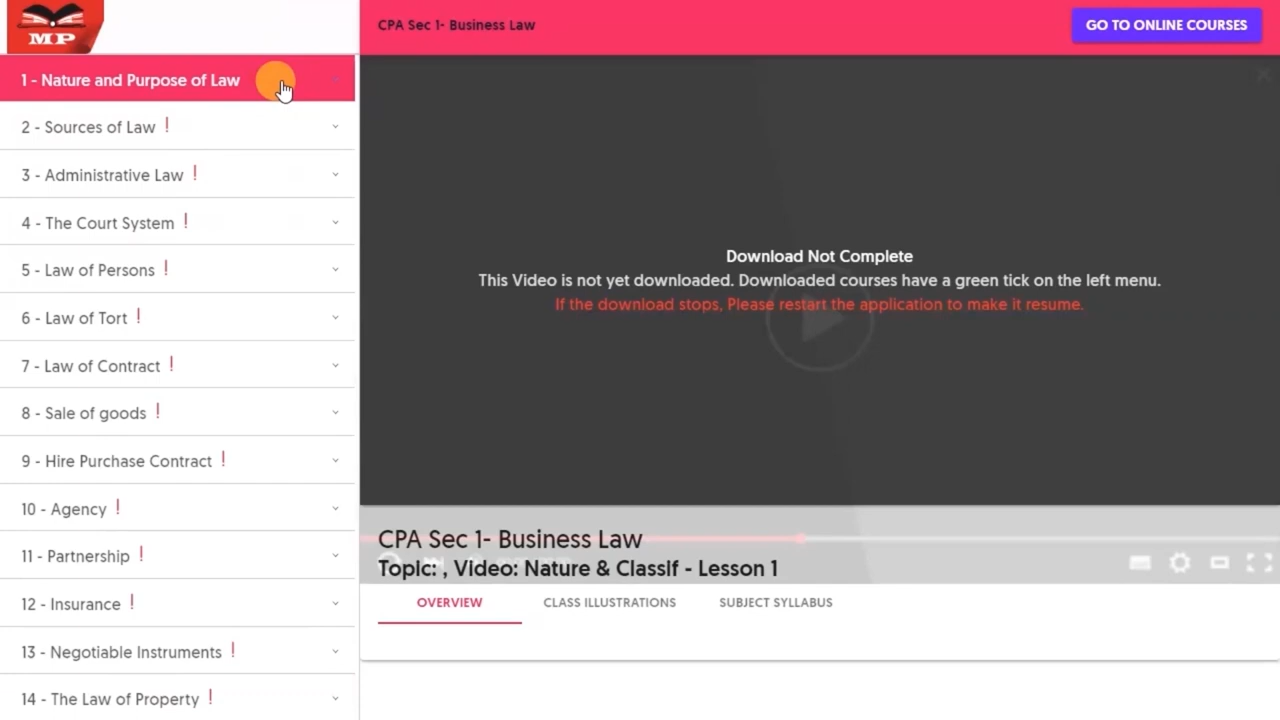 MP
CPA Sec 1- Business Law
GO TO ONLINE COURSES
1 - Nature and Purpose of Law
2 - Sources of Law !
3 - Administrative Law !
4 - The Court System !
5 - Law of Persons !
6 - Law of Tort !
7 - Law of Contract !
8 - Sale of goods !
9 - Hire Purchase Contract !
10 - Agency !
11 - Partnership !
12 - Insurance !
13 - Negotiable Instruments !
14 - The Law of Property !
Download Not Complete
This Video is not yet downloaded. Downloaded courses have a green tick on the left menu.
If the download stops, Please restart the application to make it resume.
CPA Sec 1- Business Law
Topic: , Video: Nature & Classif - Lesson 1
OVERVIEW
CLASS ILLUSTRATIONS
SUBJECT SYLLABUS